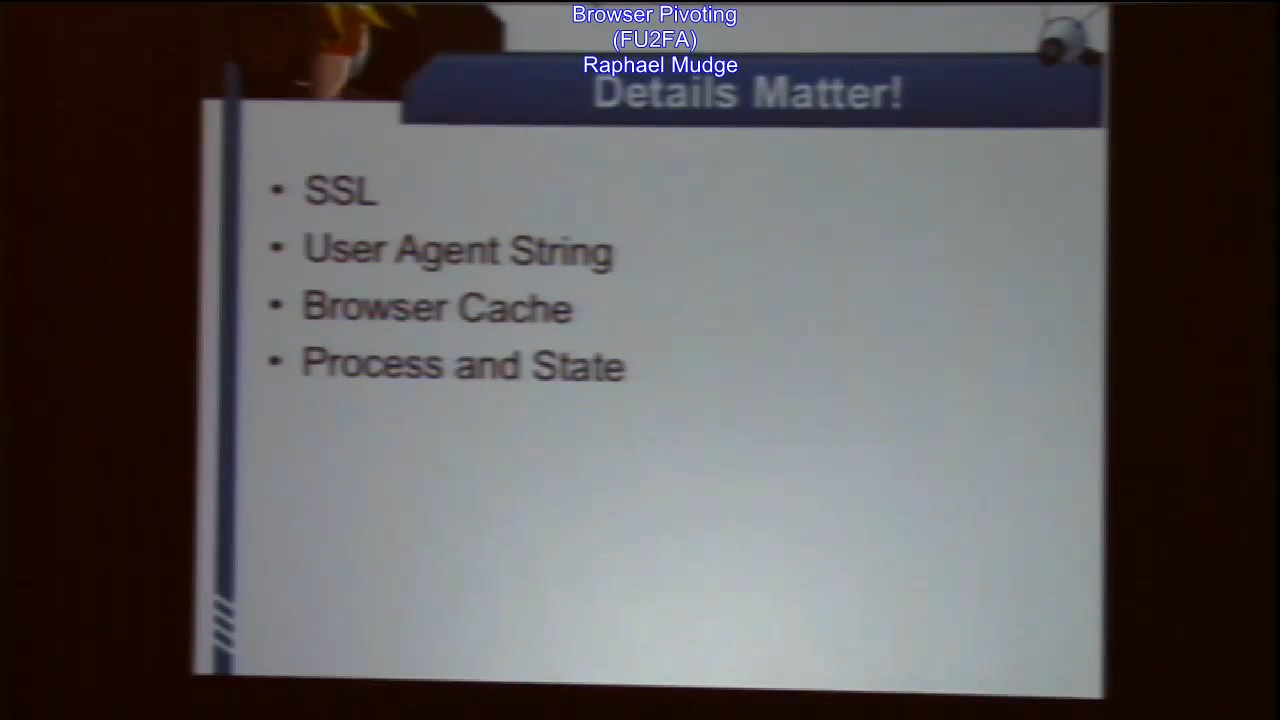 Browser Pivoting
(FU2FA)
Raphael Mudge
Details Matter!
• SSL
• User Agent String
• Browser Cache
• Process and State